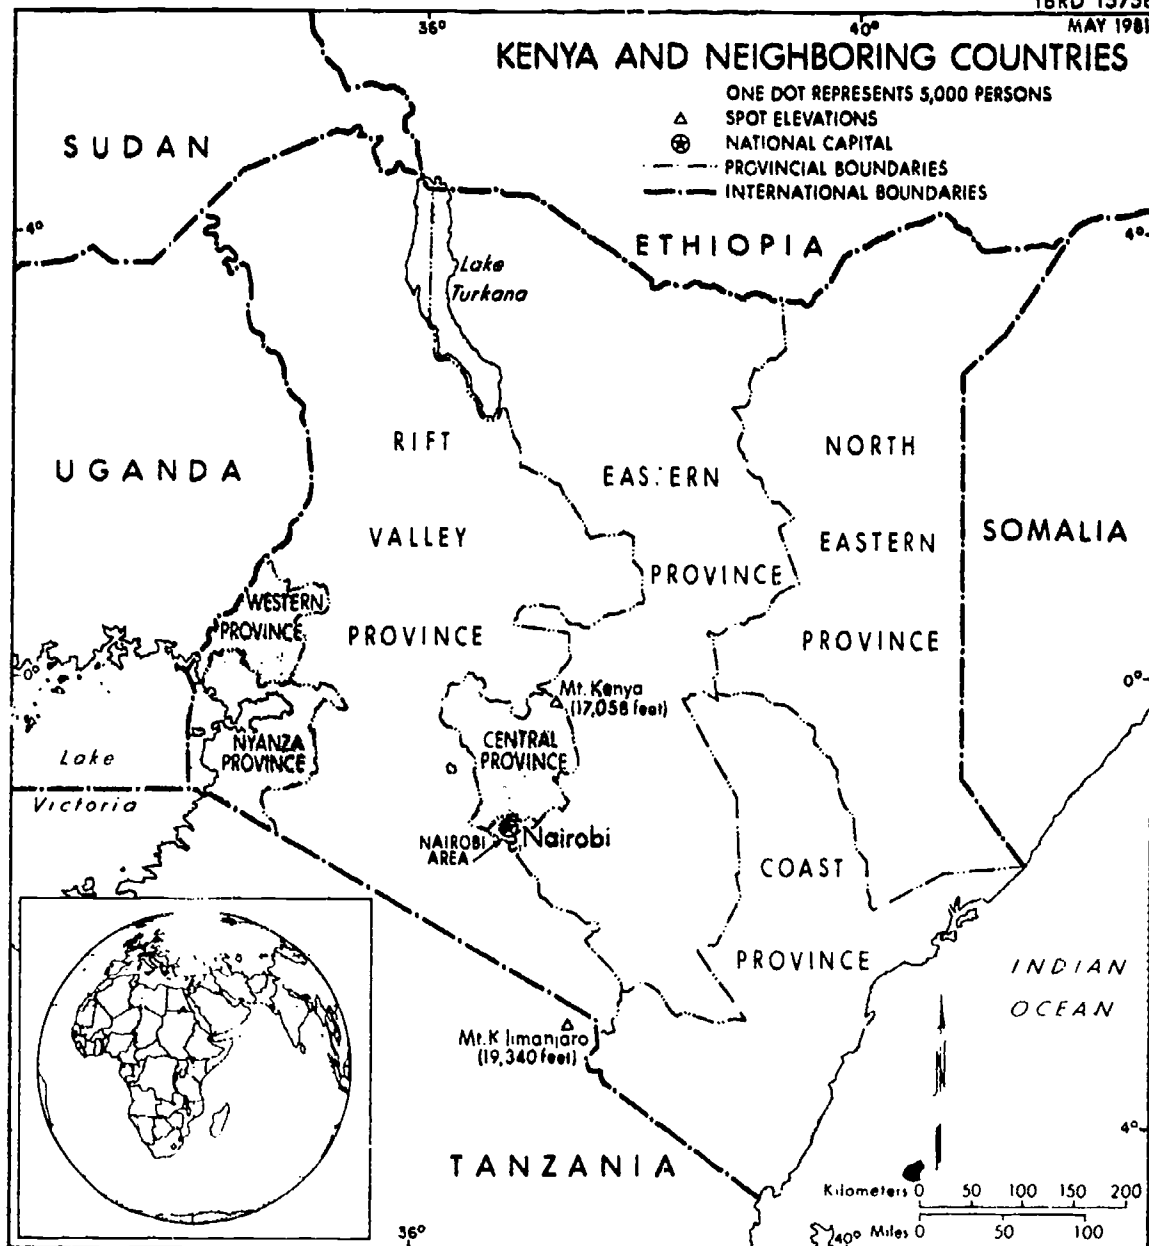 MAY 1981
36°
40°
KENYA AND NEIGHBORING COUNTRIES
ONE DOT REPRESENTS 5,000 PERSONS
SPOT ELEVATIONS
NATIONAL CAPITAL
PROVINCIAL BOUNDARIES
INTERNATIONAL BOUNDARIES
SUDAN
4°
4°
ETHIOPIA
Lake
Turkana
RIFT
VALLEY
PROVINCE
EASTERN
PROVINCE
NORTH
EASTERN
PROVINCE
UGANDA
SOMALIA
WESTERN
PROVINCE
0°
0°
Mt. Kenya
(17,058 feet)
NYANZA
PROVINCE
CENTRAL
PROVINCE
Lake
Victoria
NAIROBI
AREA
Nairobi
COAST
PROVINCE
INDIAN
OCEAN
Mt. Kilimanjaro
(19,340 feet)
TANZANIA
4°
Kilometers 0 50 100 150 200
Miles 0 50 100
36°
40°